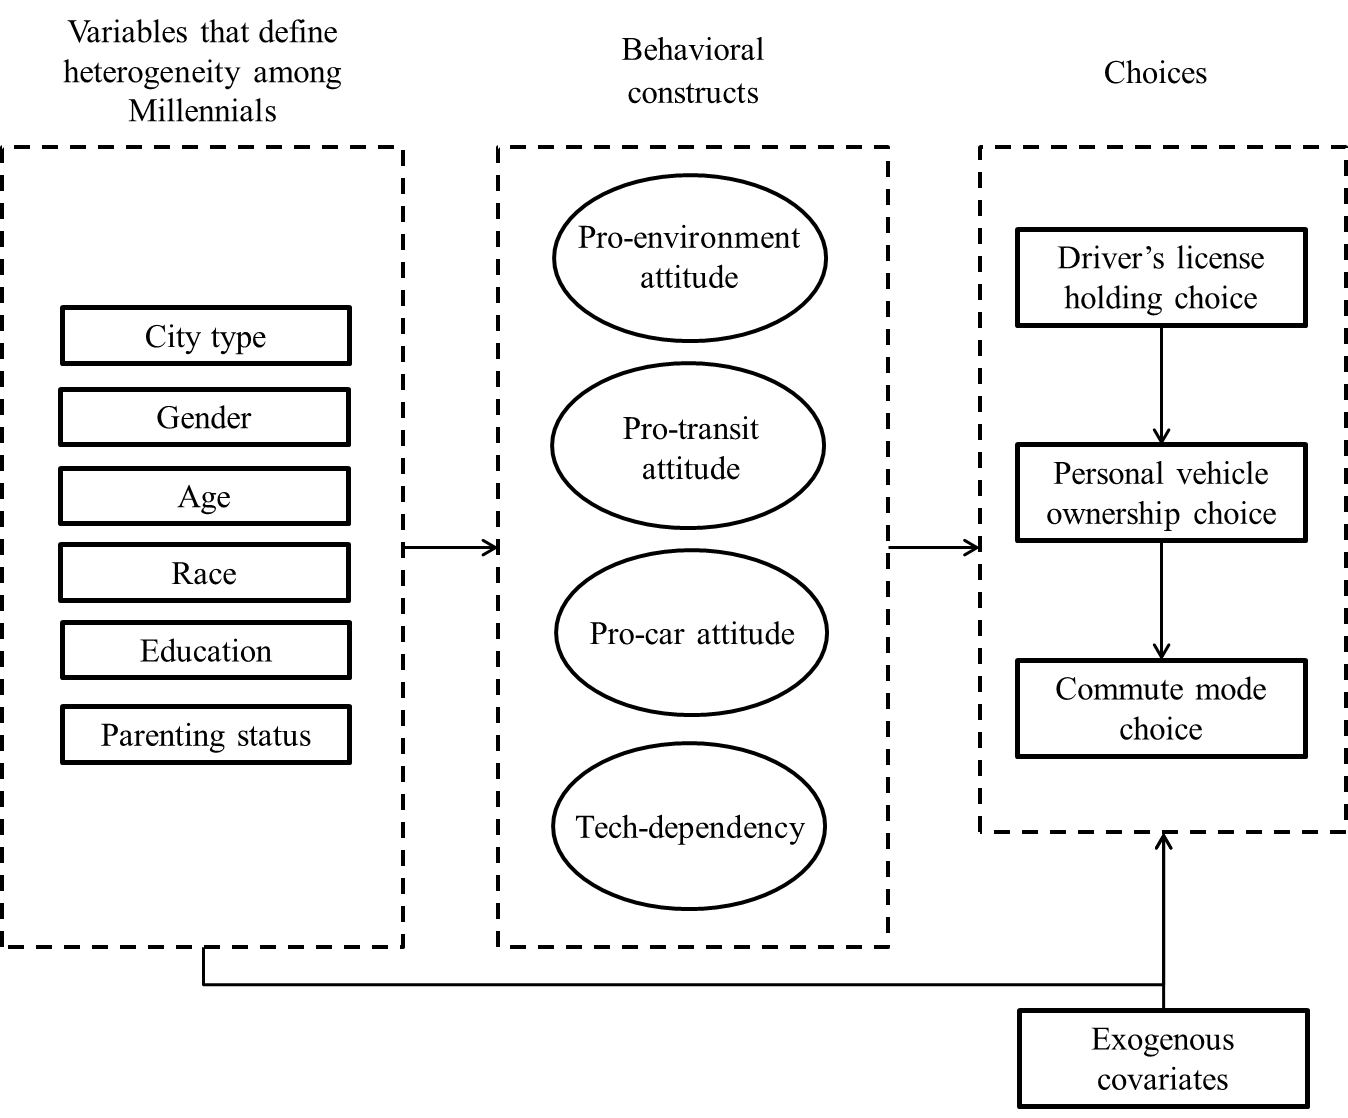 Variables that define
heterogeneity among
Millennials
City type
Gender
Age
Race
Education
Parenting status
Behavioral
constructs
Pro-environment
attitude
Pro-transit
attitude
Pro-car attitude
Tech-dependency
Choices
Driver’s license
holding choice
Personal vehicle
ownership choice
Commute mode
choice
Exogenous
covariates